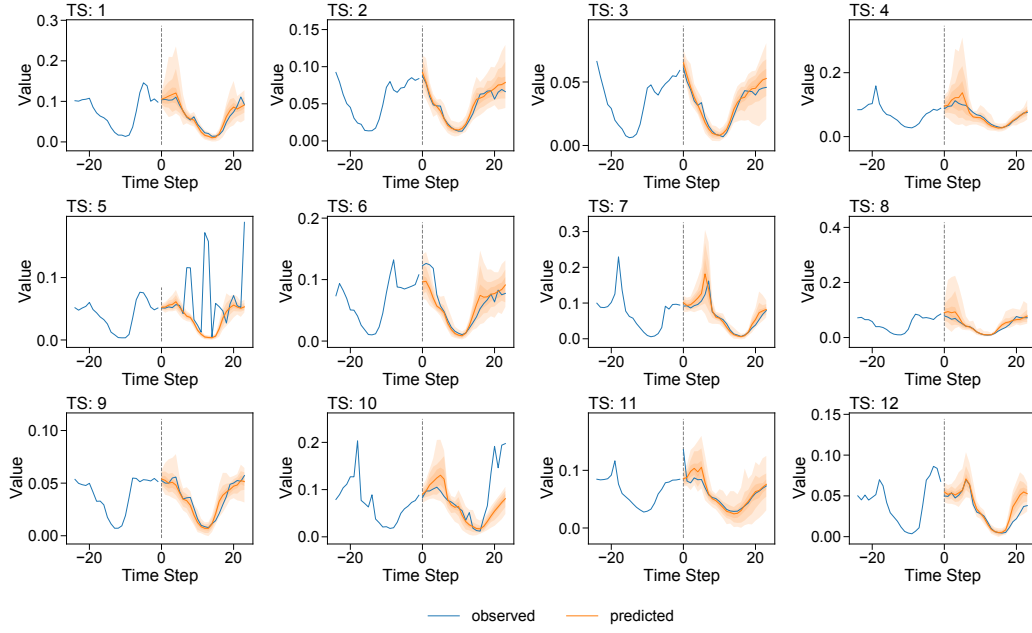 TS: 1
TS: 2
TS: 3
TS: 4
Value
0.3
0.2
0.1
0.0
Value
0.15
0.10
0.05
0.00
Value
0.05
0.00
Value
0.2
0.0
−20 0 20
−20 0 20
−20 0 20
−20 0 20
Time Step
Time Step
Time Step
Time Step
TS: 5
TS: 6
TS: 7
TS: 8
Value
0.1
0.0
Value
0.2
0.1
0.0
Value
0.3
0.2
0.1
0.0
Value
0.4
0.2
0.0
−20 0 20
−20 0 20
−20 0 20
−20 0 20
Time Step
Time Step
Time Step
Time Step
TS: 9
TS: 10
TS: 11
TS: 12
Value
0.10
0.05
0.00
Value
0.2
0.1
0.0
Value
0.1
0.0
Value
0.15
0.10
0.05
0.00
−20 0 20
−20 0 20
−20 0 20
−20 0 20
Time Step
Time Step
Time Step
Time Step
observed
predicted